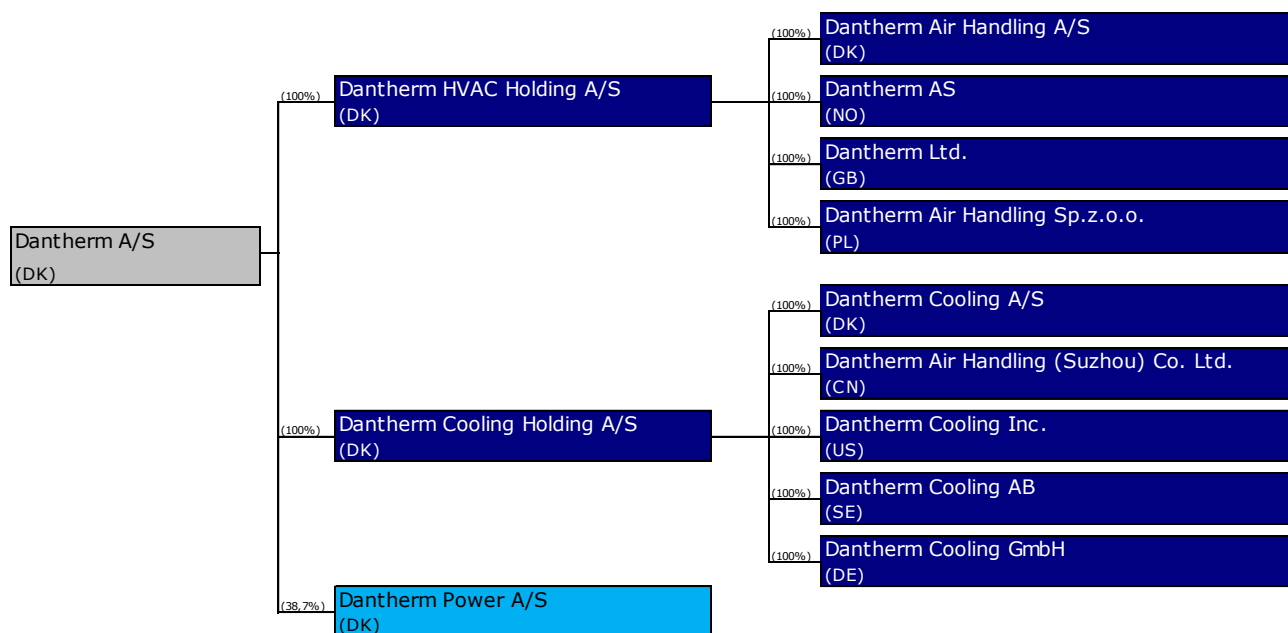 Dantherm A/S
(DK)
(100%)
Dantherm HVAC Holding A/S
(DK)
(100%)
Dantherm Air Handling A/S
(DK)
(100%)
Dantherm AS
(NO)
(100%)
Dantherm Ltd.
(GB)
(100%)
Dantherm Air Handling Sp.z.o.o.
(PL)
(100%)
Dantherm Cooling Holding A/S
(DK)
(100%)
Dantherm Cooling A/S
(DK)
(100%)
Dantherm Air Handling (Suzhou) Co. Ltd.
(CN)
(100%)
Dantherm Cooling Inc.
(US)
(100%)
Dantherm Cooling AB
(SE)
(100%)
Dantherm Cooling GmbH
(DE)
(38,7%)
Dantherm Power A/S
(DK)